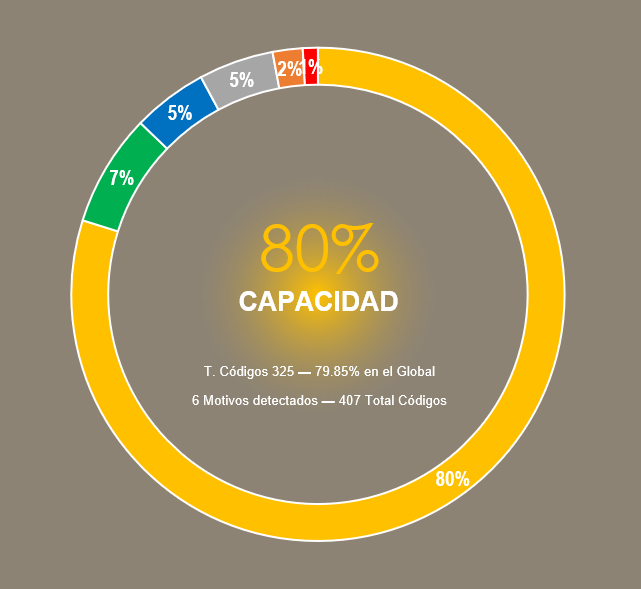 5%
2%
1%
5%
7%
80%
CAPACIDAD
T. Códigos 325 — 79.85% en el Global
6 Motivos detectados — 407 Total Códigos
80%